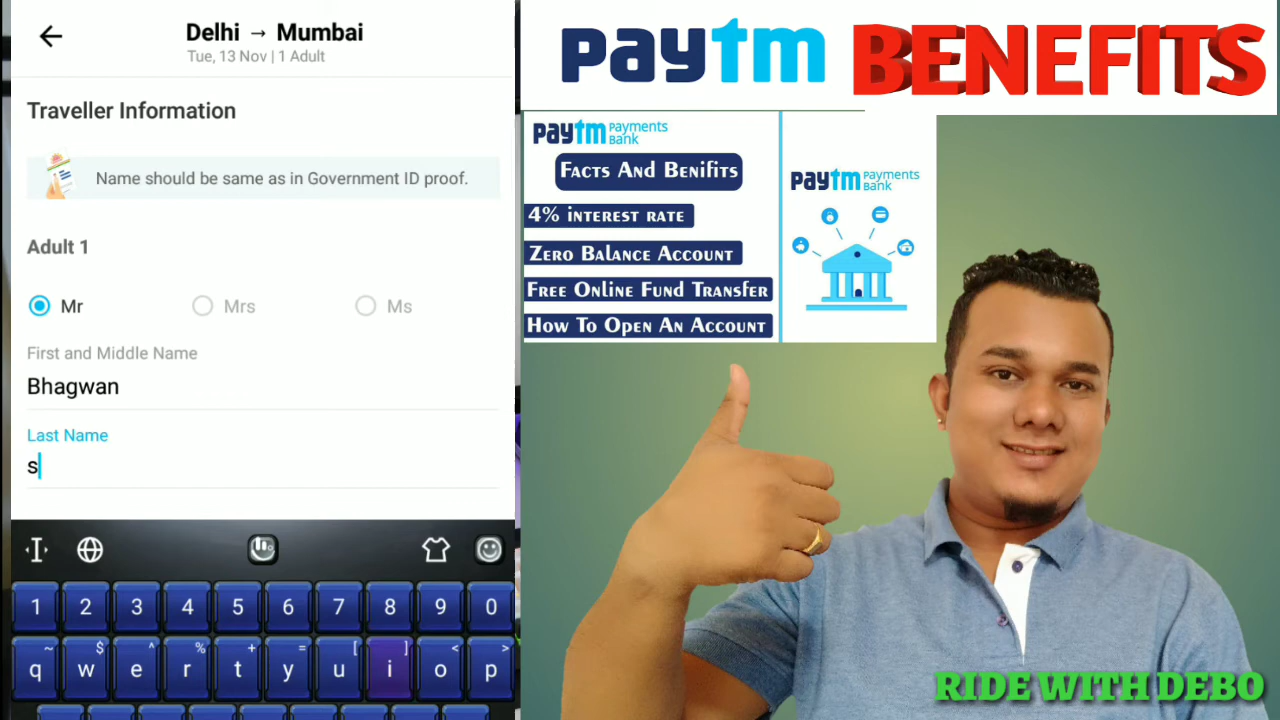 Delhi → Mumbai
Tue, 13 Nov | 1 Adult
Traveller Information
Name should be same as in Government ID proof.
Adult 1
Mr
Mrs
Ms
First and Middle Name
Bhagwan
Last Name
s
1 2 3 4 5 6 7 8 9 0
~ $ ^ % + = [ ] < >
q w e r t y u i o p
paytm BENEFITS
paytm Payments Bank
Facts And Benifits
4% interest rate
Zero Balance Account
Free Online Fund Transfer
How To Open An Account
paytm Payments Bank
RIDE WITH DEBO